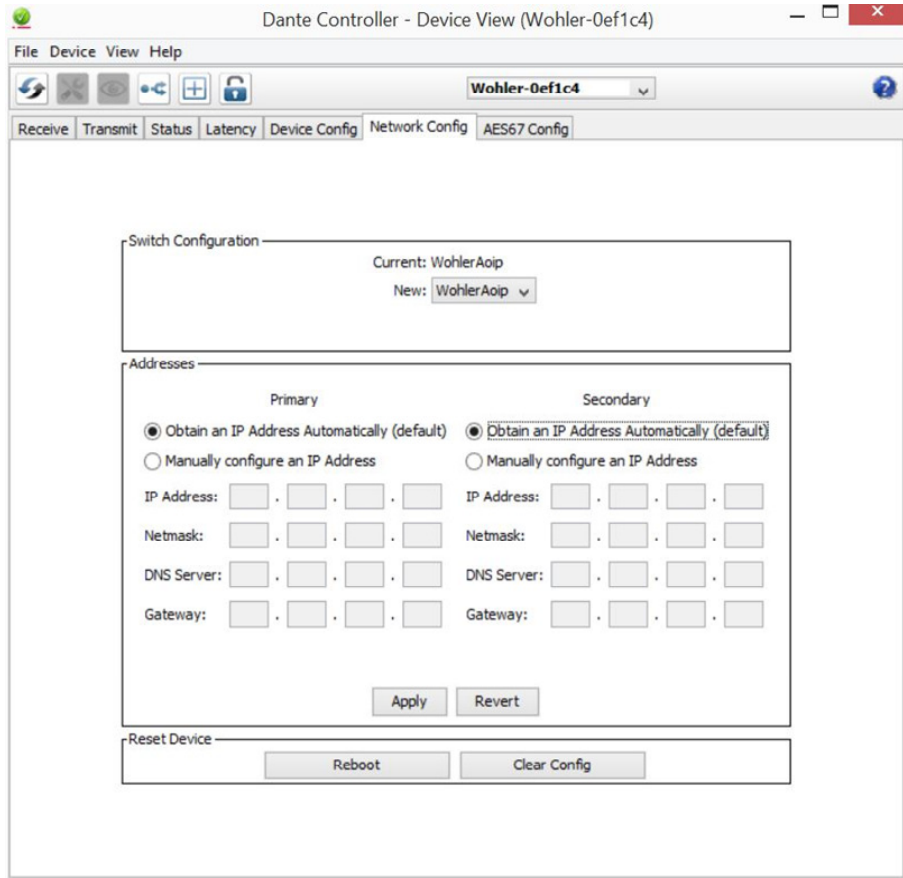 Dante Controller - Device View (Wohler-0ef1c4)
File Device View Help
Wohler-0ef1c4
Receive Transmit Status Latency Device Config Network Config AES67 Config
Switch Configuration
Current: WohlerAoip
New: WohlerAoip
Addresses
Primary Secondary
Obtain an IP Address Automatically (default) Obtain an IP Address Automatically (default)
Manually configure an IP Address Manually configure an IP Address
IP Address: . . . IP Address: . . .
Netmask: . . . Netmask: . . .
DNS Server: . . . DNS Server: . . .
Gateway: . . . Gateway: . . .
Apply Revert
Reset Device
Reboot Clear Config